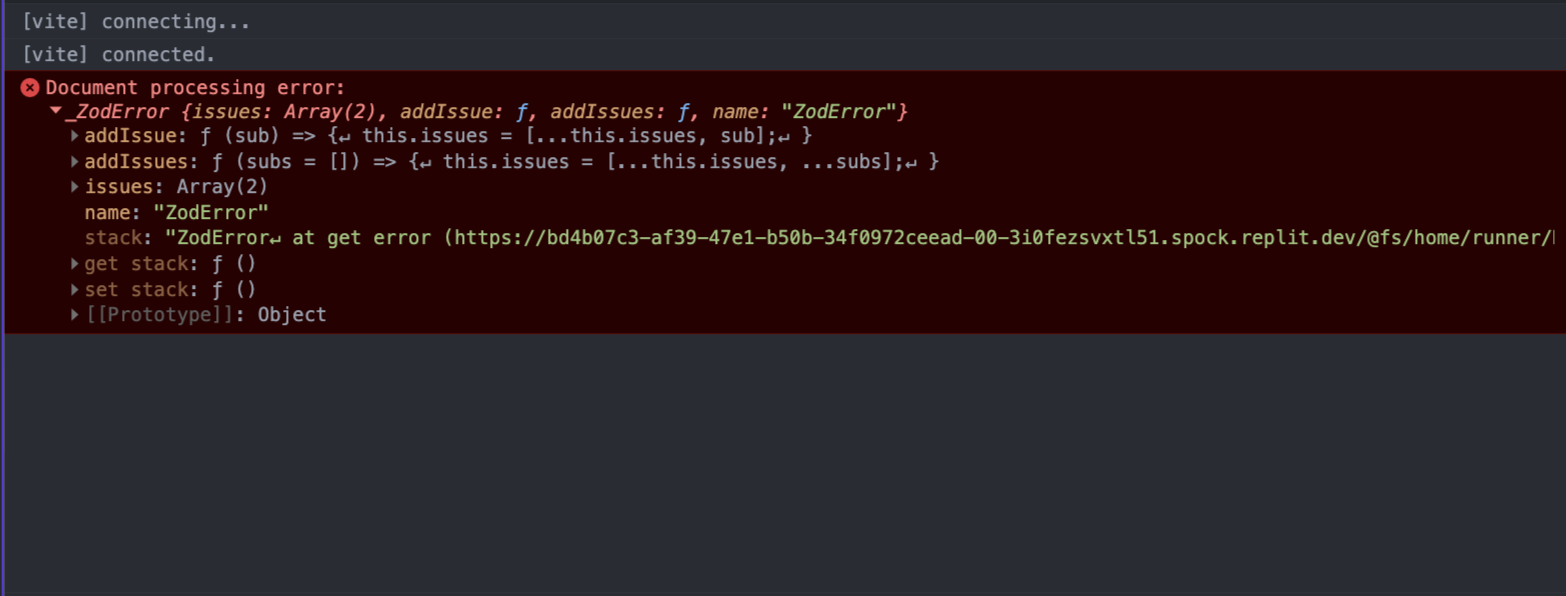 [vite] connecting...
[vite] connected.
Document processing error:
_ZodError {issues: Array(2), addIssue: ƒ, addIssues: ƒ, name: "ZodError"}
addIssue: ƒ (sub) => {↵ this.issues = [...this.issues, sub];↵ }
addIssues: ƒ (subs = []) => {↵ this.issues = [...this.issues, ...subs];↵ }
issues: Array(2)
name: "ZodError"
stack: "ZodError↵ at get error (https://bd4b07c3-af39-47e1-b50b-34f0972ceead-00-3i0fezsvxtl51.spock.replit.dev/@fs/home/runner/
get stack: ƒ ()
set stack: ƒ ()
[[Prototype]]: Object